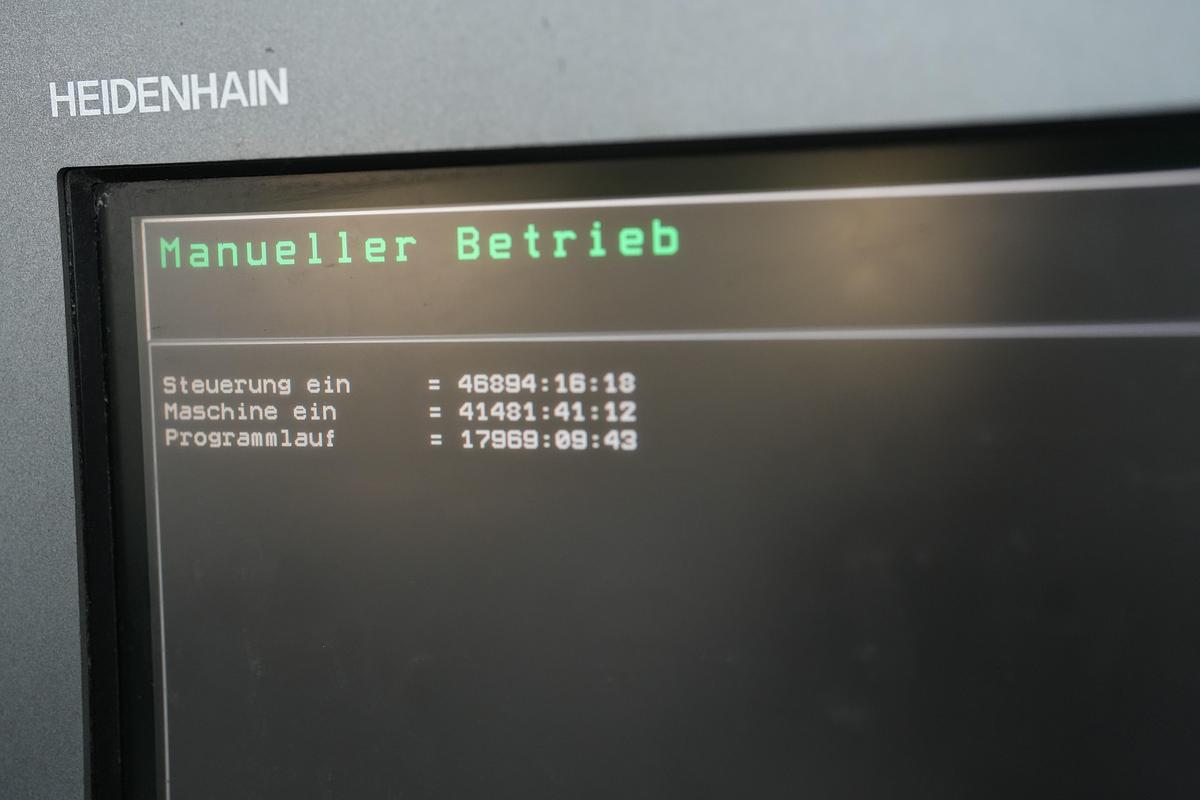 HEIDENHAIN
Manueller Betrieb
Steuerung ein = 46894:16:18
Maschine ein = 41481:41:12
Programmlauf = 17969:09:43